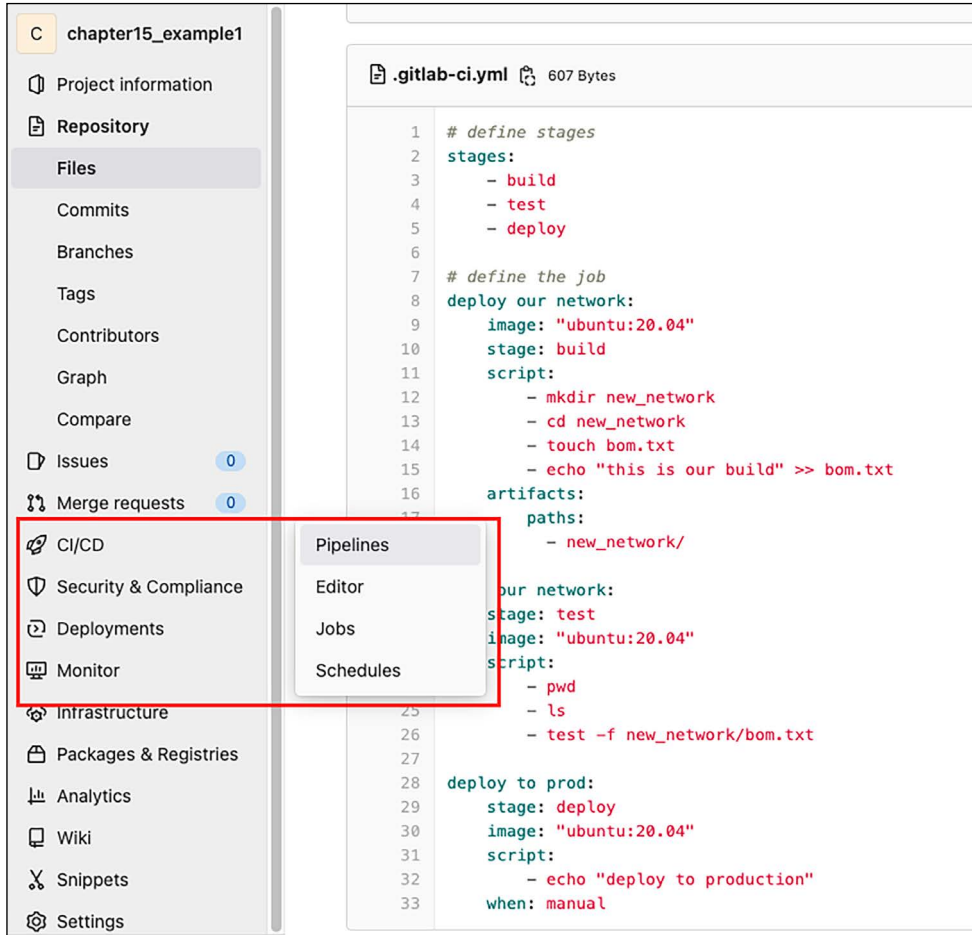 C chapter15_example1
Project information
Repository
Files
Commits
Branches
Tags
Contributors
Graph
Compare
Issues 0
Merge requests 0
CI/CD
Security & Compliance
Deployments
Monitor
Infrastructure
Packages & Registries
Analytics
Wiki
Snippets
Settings
Pipelines
Editor
Jobs
Schedules
.gitlab-ci.yml 607 Bytes
1 # define stages
2 stages:
3     - build
4     - test
5     - deploy
6
7 # define the job
8 deploy our network:
9     image: "ubuntu:20.04"
10     stage: build
11     script:
12         - mkdir new_network
13         - cd new_network
14         - touch bom.txt
15         - echo "this is our build" >> bom.txt
16     artifacts:
17         paths:
          - new_network/
our network:
    stage: test
    image: "ubuntu:20.04"
    script:
        - pwd
25         - ls
26         - test -f new_network/bom.txt
27
28 deploy to prod:
29     stage: deploy
30     image: "ubuntu:20.04"
31     script:
32         - echo "deploy to production"
33     when: manual